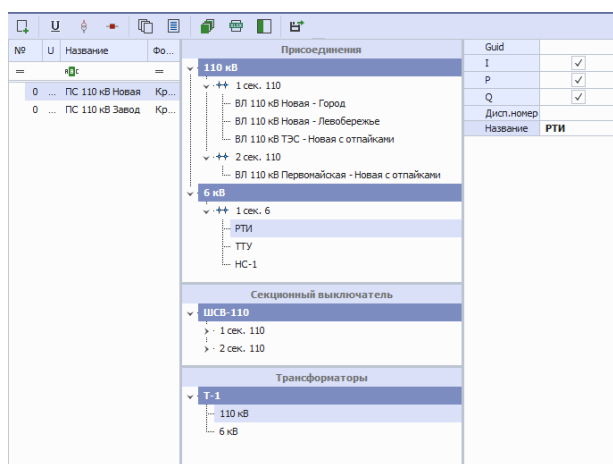 U
№ U Название Фо...
= ABC =
0 ... ПС 110 кВ Новая Кр...
0 ... ПС 110 кВ Завод Кр...
Присоединения
110 кВ
1 сек. 110
ВЛ 110 кВ Новая - Город
ВЛ 110 кВ Новая - Левобережье
ВЛ 110 кВ ТЭС - Новая с отпайками
2 сек. 110
ВЛ 110 кВ Первомайская - Новая с отпайками
6 кВ
1 сек. 6
РТИ
ТТУ
НС-1
Секционный выключатель
ШСВ-110
1 сек. 110
2 сек. 110
Трансформаторы
Т-1
110 кВ
6 кВ
Guid
I
P
Q
Дисп.номер
Название РТИ